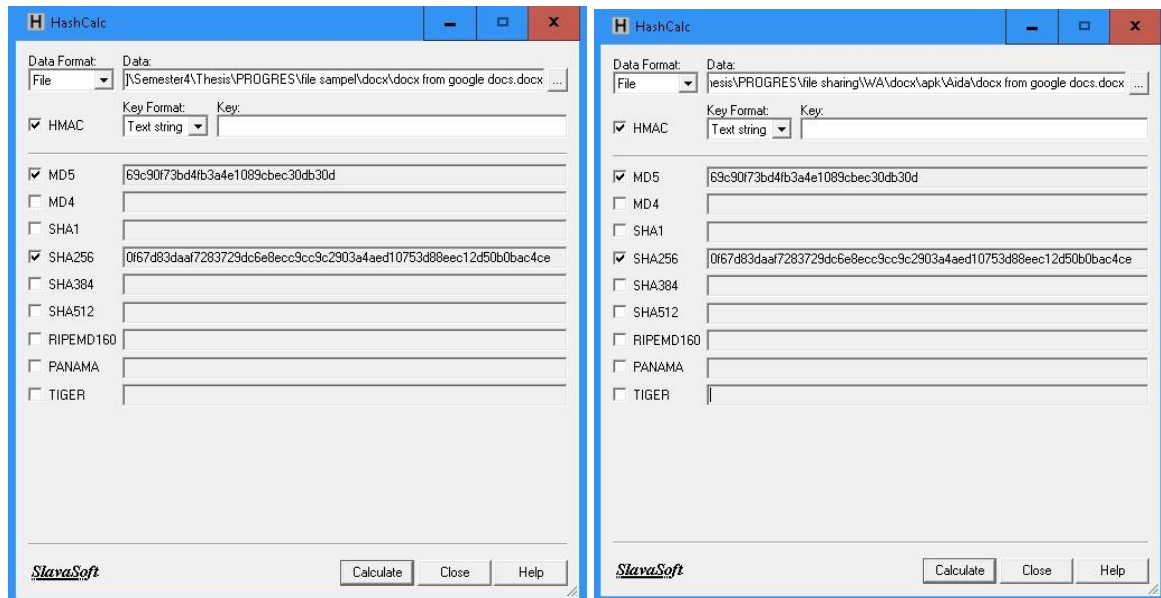 HashCalc
Data Format: Data:
File ]\Semester4\Thesis\PROGRES\file sampel\docx\docx from google docs.docx ...
Key Format: Key:
HMAC Text string
MD5 69c90f73bd4fb3a4e1089cbec30db30d
MD4
SHA1
SHA256 0f67d83daaf7283729dc6e8ecc9cc9c2903a4aed10753d88eec12d50b0bac4ce
SHA384
SHA512
RIPEMD160
PANAMA
TIGER
SlavaSoft Calculate Close Help
HashCalc
Data Format: Data:
File esis\PROGRES\file sharing\WA\docx\apk\Aida\docx from google docs.docx ...
Key Format: Key:
HMAC Text string
MD5 69c90f73bd4fb3a4e1089cbec30db30d
MD4
SHA1
SHA256 0f67d83daaf7283729dc6e8ecc9cc9c2903a4aed10753d88eec12d50b0bac4ce
SHA384
SHA512
RIPEMD160
PANAMA
TIGER
SlavaSoft Calculate Close Help